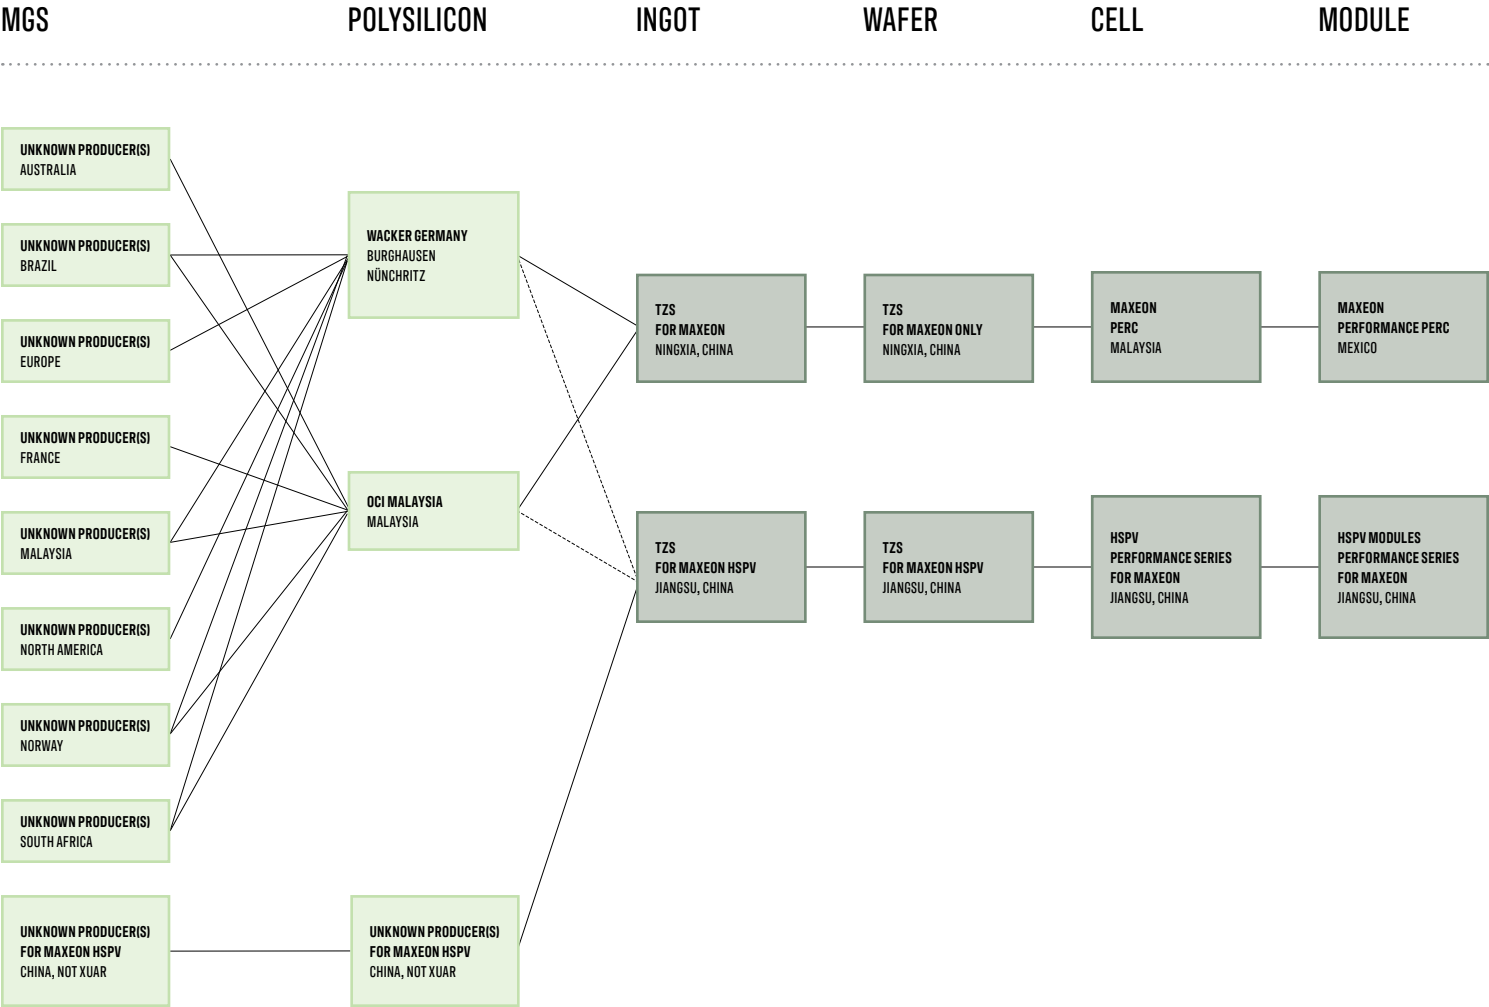 MGS
POLYSILICON
INGOT
WAFER
CELL
MODULE
UNKNOWN PRODUCER(S)
AUSTRALIA
UNKNOWN PRODUCER(S)
BRAZIL
UNKNOWN PRODUCER(S)
EUROPE
UNKNOWN PRODUCER(S)
FRANCE
UNKNOWN PRODUCER(S)
MALAYSIA
UNKNOWN PRODUCER(S)
NORTH AMERICA
UNKNOWN PRODUCER(S)
NORWAY
UNKNOWN PRODUCER(S)
SOUTH AFRICA
UNKNOWN PRODUCER(S)
FOR MAXEON HSPV
CHINA, NOT XUAR
WACKER GERMANY
BURGHAUSEN
NÜNCHRITZ
OCI MALAYSIA
MALAYSIA
UNKNOWN PRODUCER(S)
FOR MAXEON HSPV
CHINA, NOT XUAR
TZS
FOR MAXEON
NINGXIA, CHINA
TZS
FOR MAXEON HSPV
JIANGSU, CHINA
TZS
FOR MAXEON ONLY
NINGXIA, CHINA
TZS
FOR MAXEON HSPV
JIANGSU, CHINA
MAXEON
PERC
MALAYSIA
HSPV
PERFORMANCE SERIES
FOR MAXEON
JIANGSU, CHINA
MAXEON
PERFORMANCE PERC
MEXICO
HSPV MODULES
PERFORMANCE SERIES
FOR MAXEON
JIANGSU, CHINA